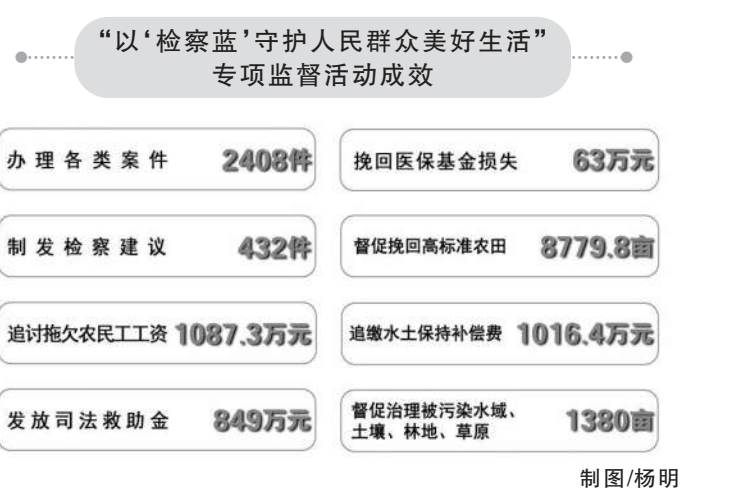 “以‘检察蓝’守护人民群众美好生活”
专项监督活动成效
办理各类案件 2408件
挽回医保基金损失 63万元
制发检察建议 432件
督促挽回高标准农田 8779.8亩
追讨拖欠农民工工资 1087.3万元
追缴水土保持补偿费 1016.4万元
发放司法救助金 849万元
督促治理被污染水域、
土壤、林地、草原 1380亩
制图/杨明